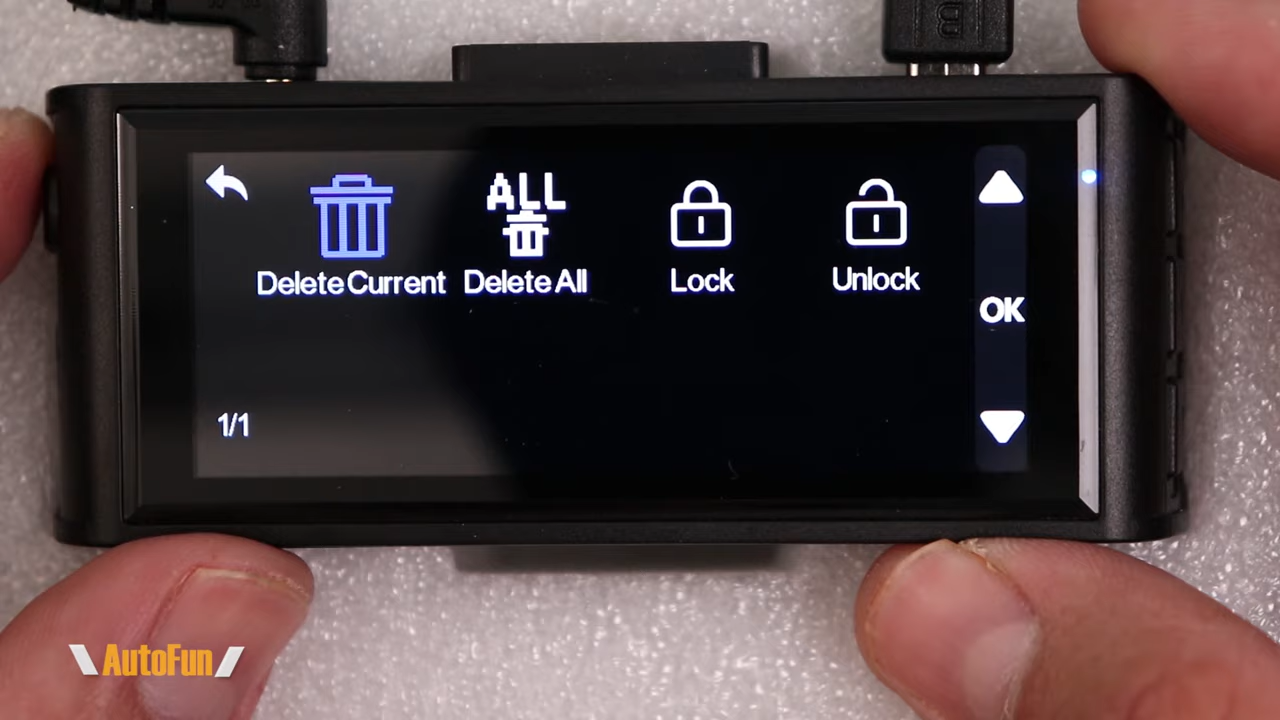 ALL
Delete Current
Delete All
Lock
Unlock
OK
1/1
AutoFun